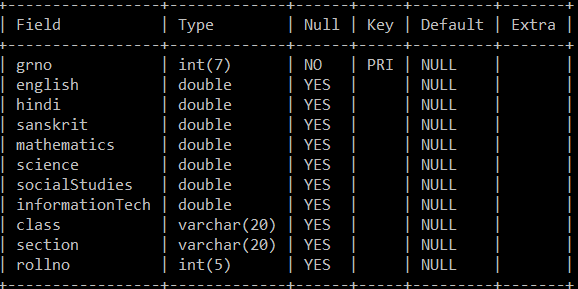 +----------------+-------------+------+-----+---------+-------+
| Field          | Type        | Null | Key | Default | Extra |
+----------------+-------------+------+-----+---------+-------+
| grno           | int(7)      | NO   | PRI | NULL    |       |
| english        | double      | YES  |     | NULL    |       |
| hindi          | double      | YES  |     | NULL    |       |
| sanskrit       | double      | YES  |     | NULL    |       |
| mathematics    | double      | YES  |     | NULL    |       |
| science        | double      | YES  |     | NULL    |       |
| socialStudies  | double      | YES  |     | NULL    |       |
| informationTech | double      | YES  |     | NULL    |       |
| class          | varchar(20) | YES  |     | NULL    |       |
| section        | varchar(20) | YES  |     | NULL    |       |
| rollno         | int(5)      | YES  |     | NULL    |       |
+----------------+-------------+------+-----+---------+-------+